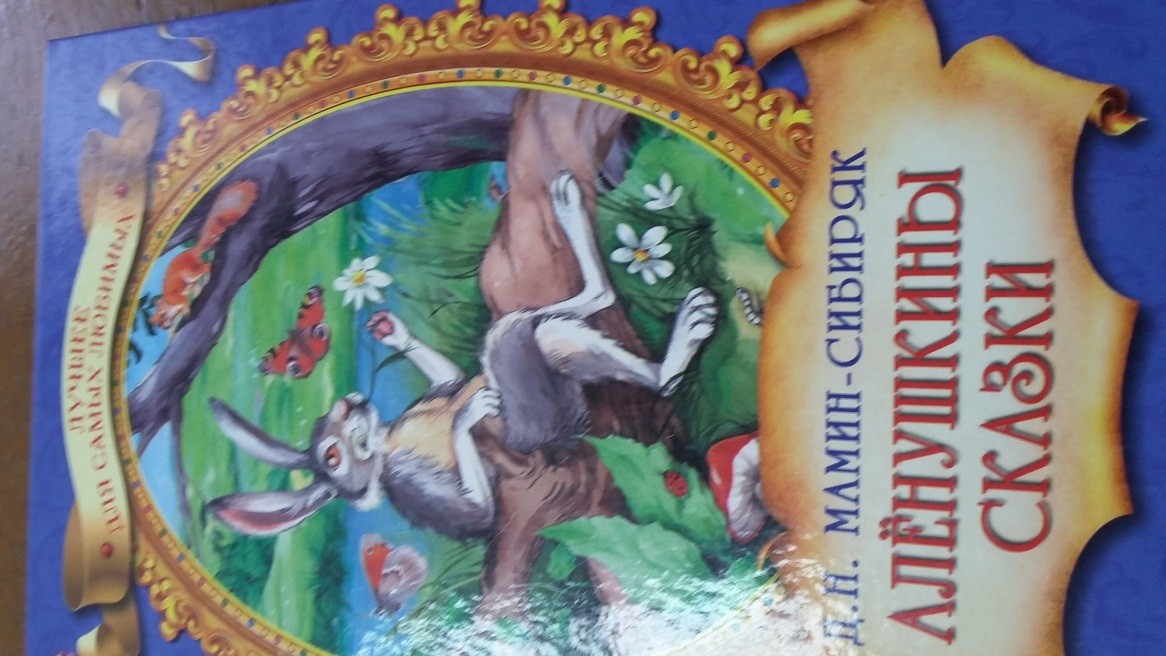 ЛУЧШЕЕ
ДЛЯ САМЫХ ЛЮБИМЫХ
Д.Н. МАМИН-СИБИРЯК
АЛЁНУШКИНЫ
СКАЗКИ